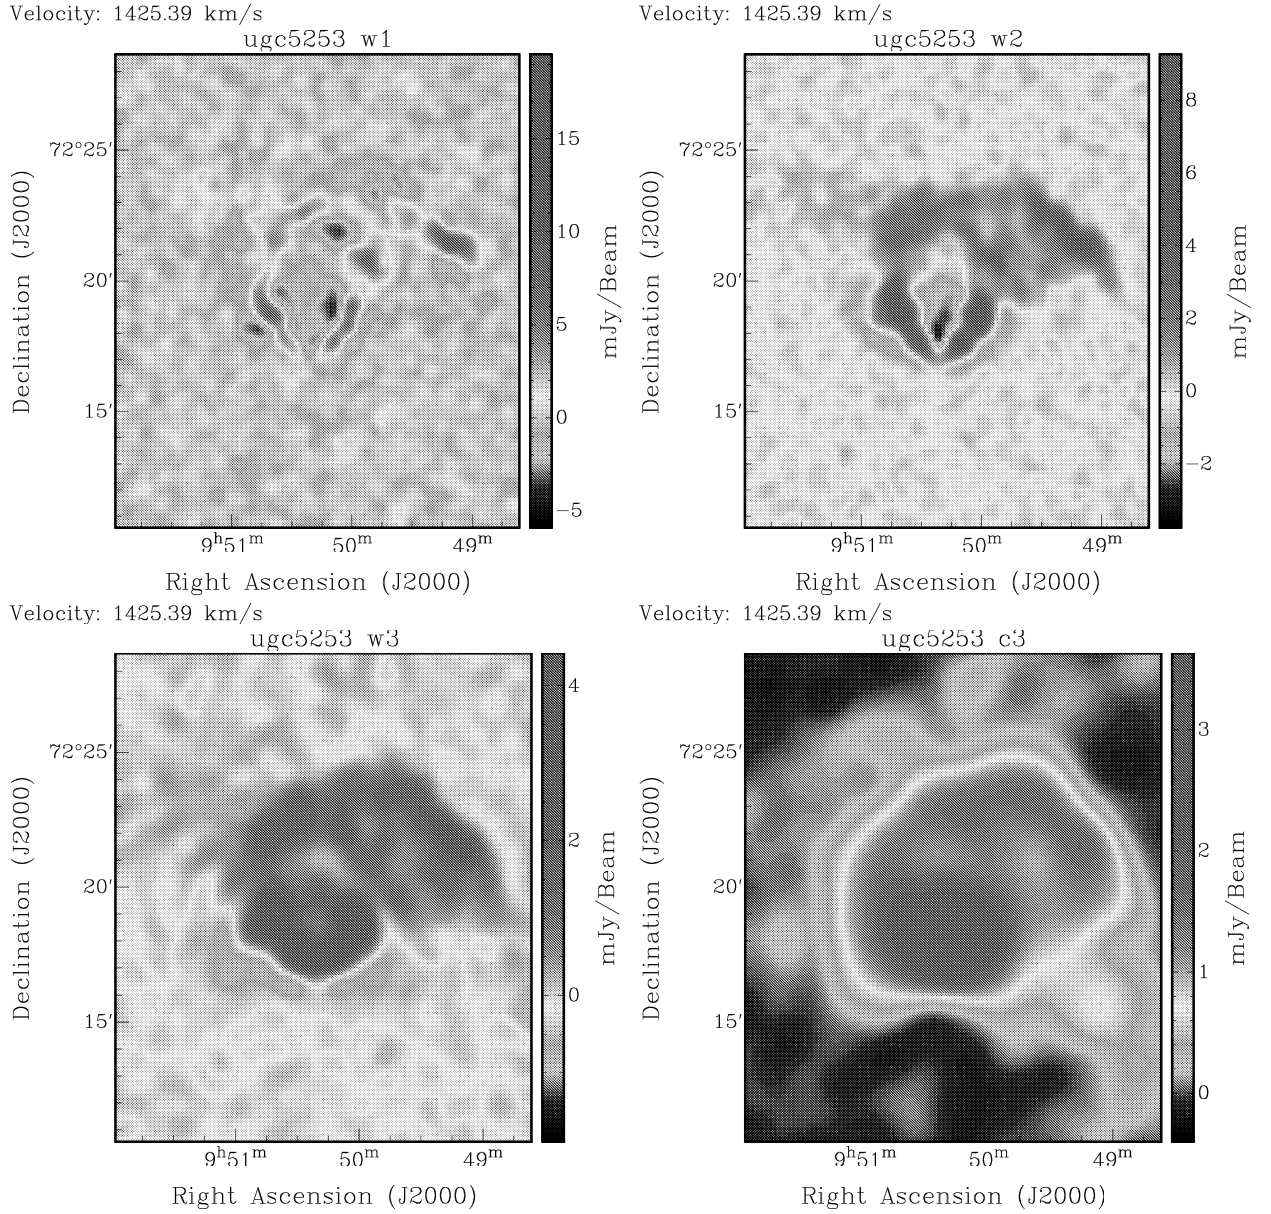 Velocity: 1425.39 km/s
ugc5253 w1
72°25′
20′
15′
9ʰ51ᵐ 50ᵐ 49ᵐ
Right Ascension (J2000)
Declination (J2000)
15
10
5
0
−5
mJy/Beam
Velocity: 1425.39 km/s
ugc5253 w2
72°25′
20′
15′
9ʰ51ᵐ 50ᵐ 49ᵐ
Right Ascension (J2000)
Declination (J2000)
8
6
4
2
0
−2
mJy/Beam
Velocity: 1425.39 km/s
ugc5253 w3
72°25′
20′
15′
9ʰ51ᵐ 50ᵐ 49ᵐ
Right Ascension (J2000)
Declination (J2000)
4
2
0
mJy/Beam
Velocity: 1425.39 km/s
ugc5253 c3
72°25′
20′
15′
9ʰ51ᵐ 50ᵐ 49ᵐ
Right Ascension (J2000)
Declination (J2000)
3
2
1
0
mJy/Beam